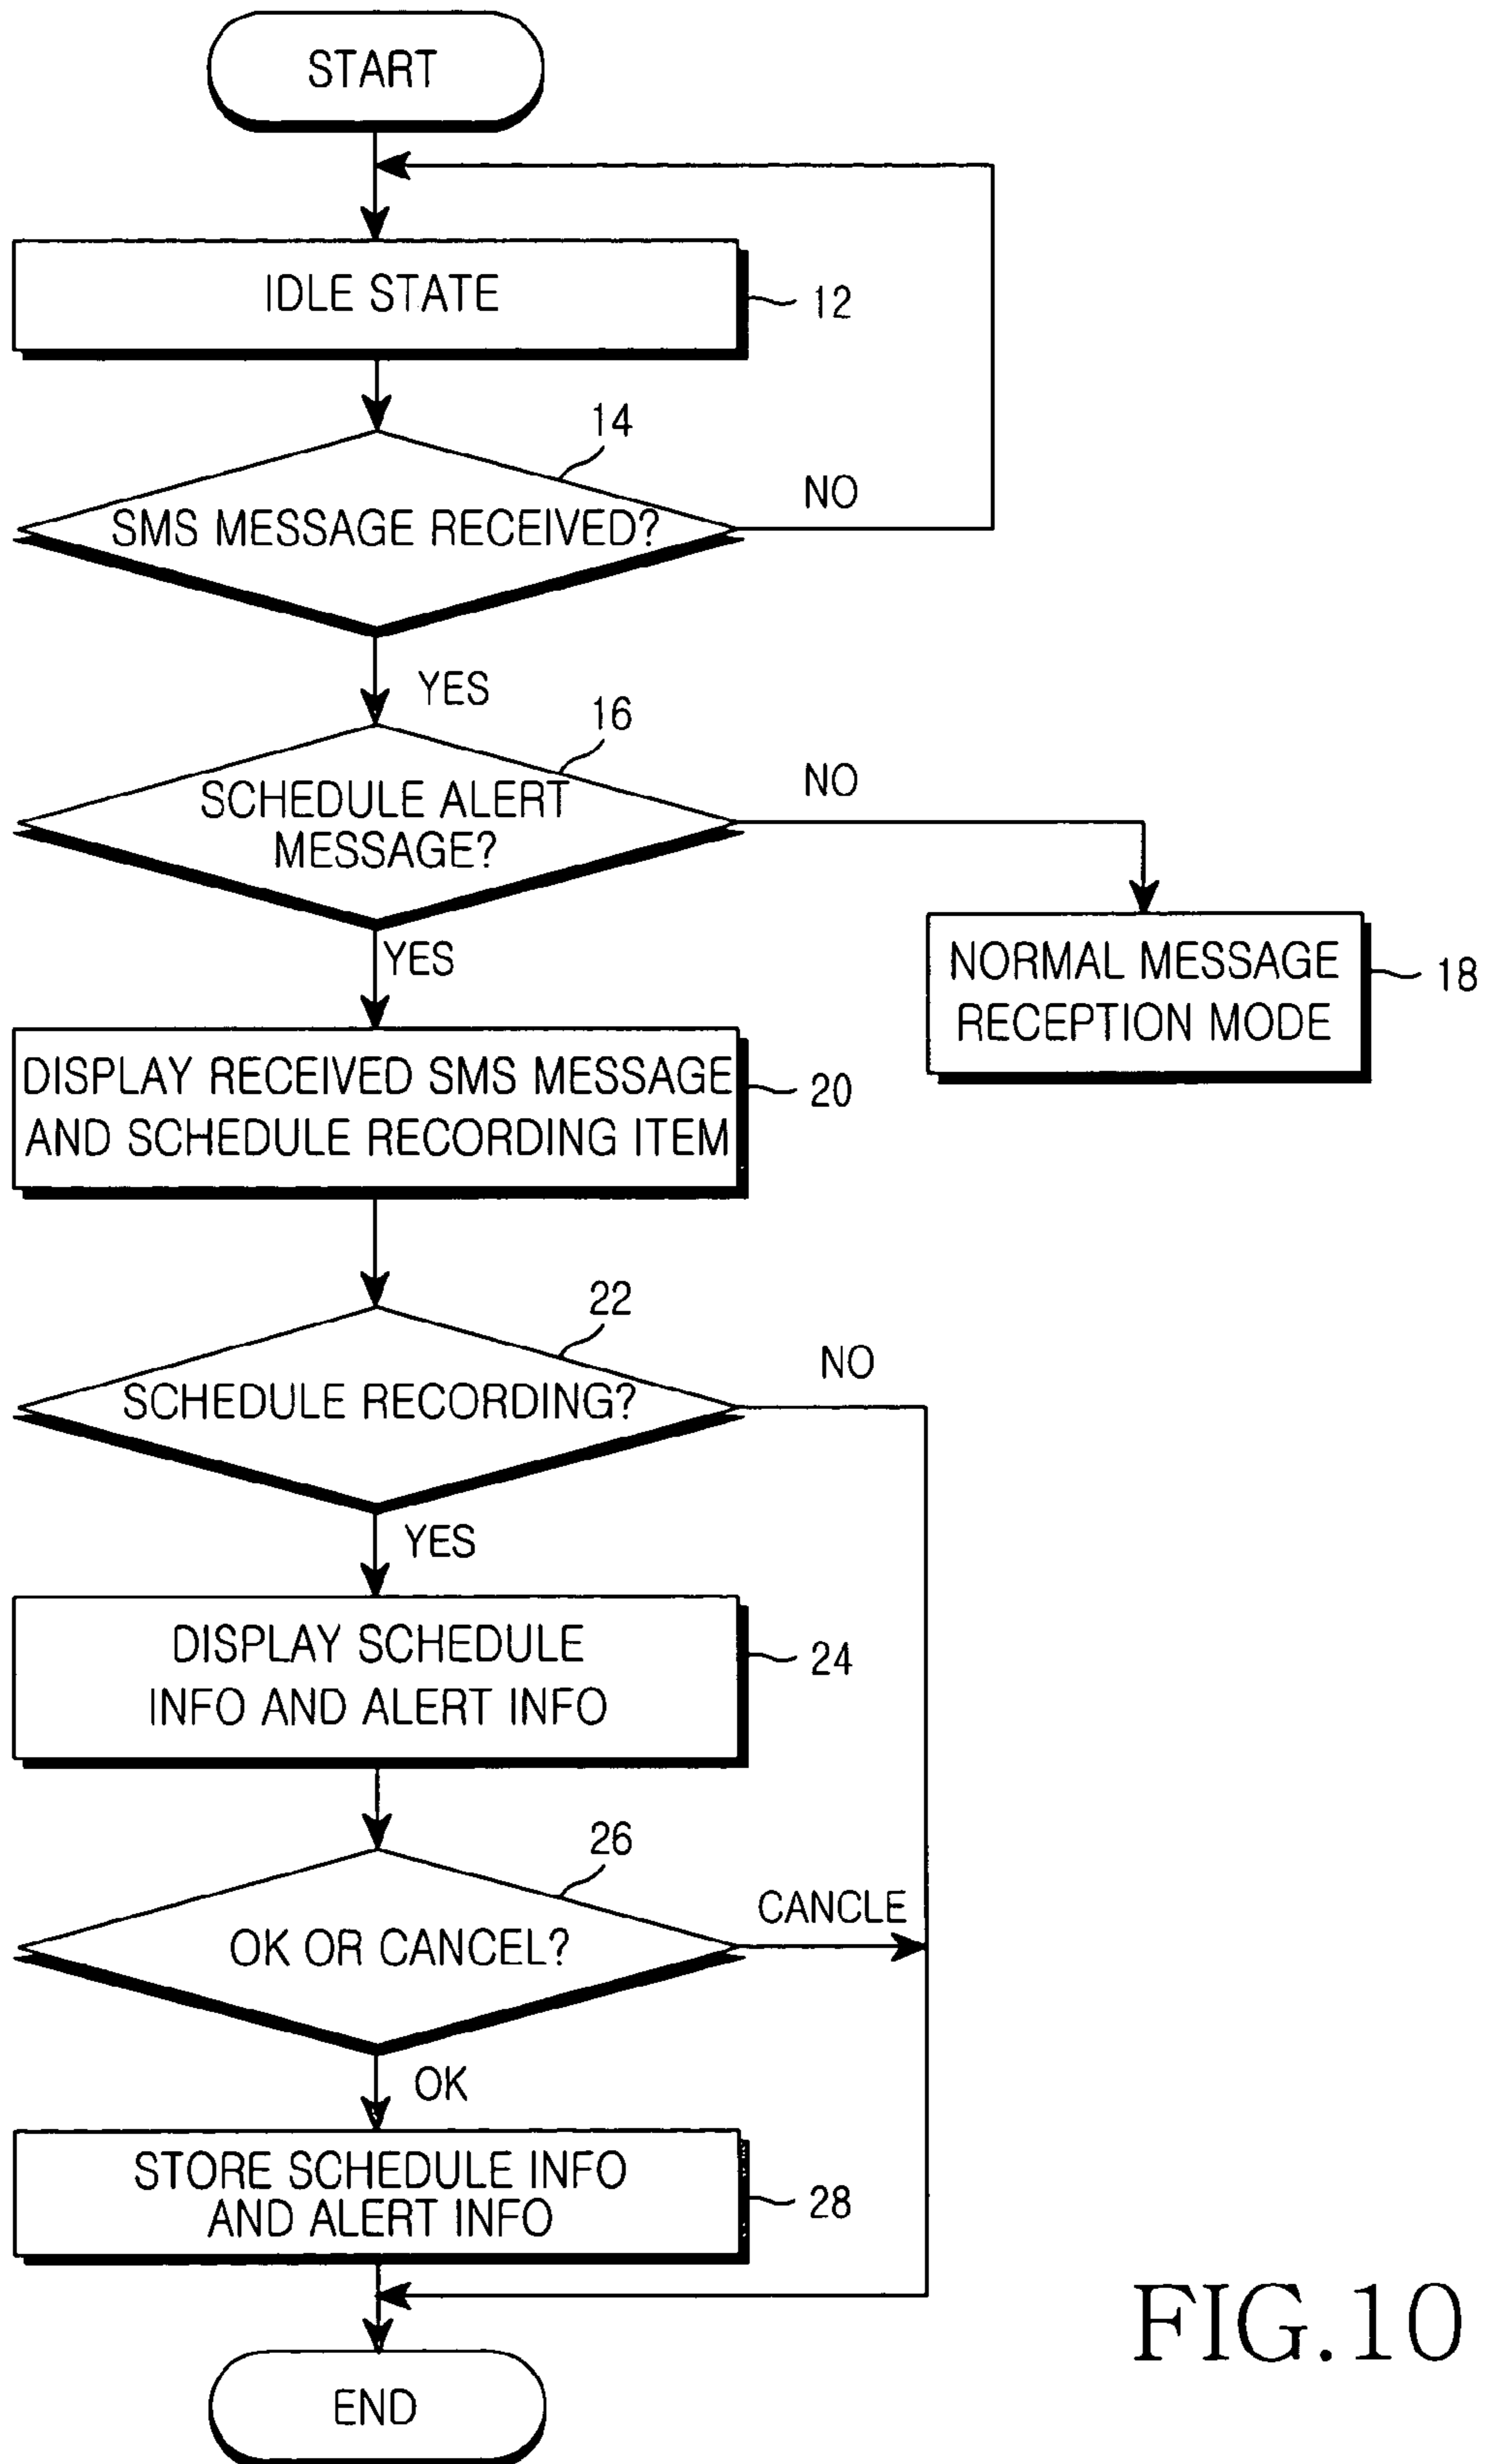 START
IDLE STATE
12
14
SMS MESSAGE RECEIVED?
NO
YES
16
SCHEDULE ALERT
MESSAGE?
NO
YES
NORMAL MESSAGE
RECEPTION MODE
18
DISPLAY RECEIVED SMS MESSAGE
AND SCHEDULE RECORDING ITEM
20
22
SCHEDULE RECORDING?
NO
YES
DISPLAY SCHEDULE
INFO AND ALERT INFO
24
26
OK OR CANCEL?
CANCLE
OK
STORE SCHEDULE INFO
AND ALERT INFO
28
END
FIG.10